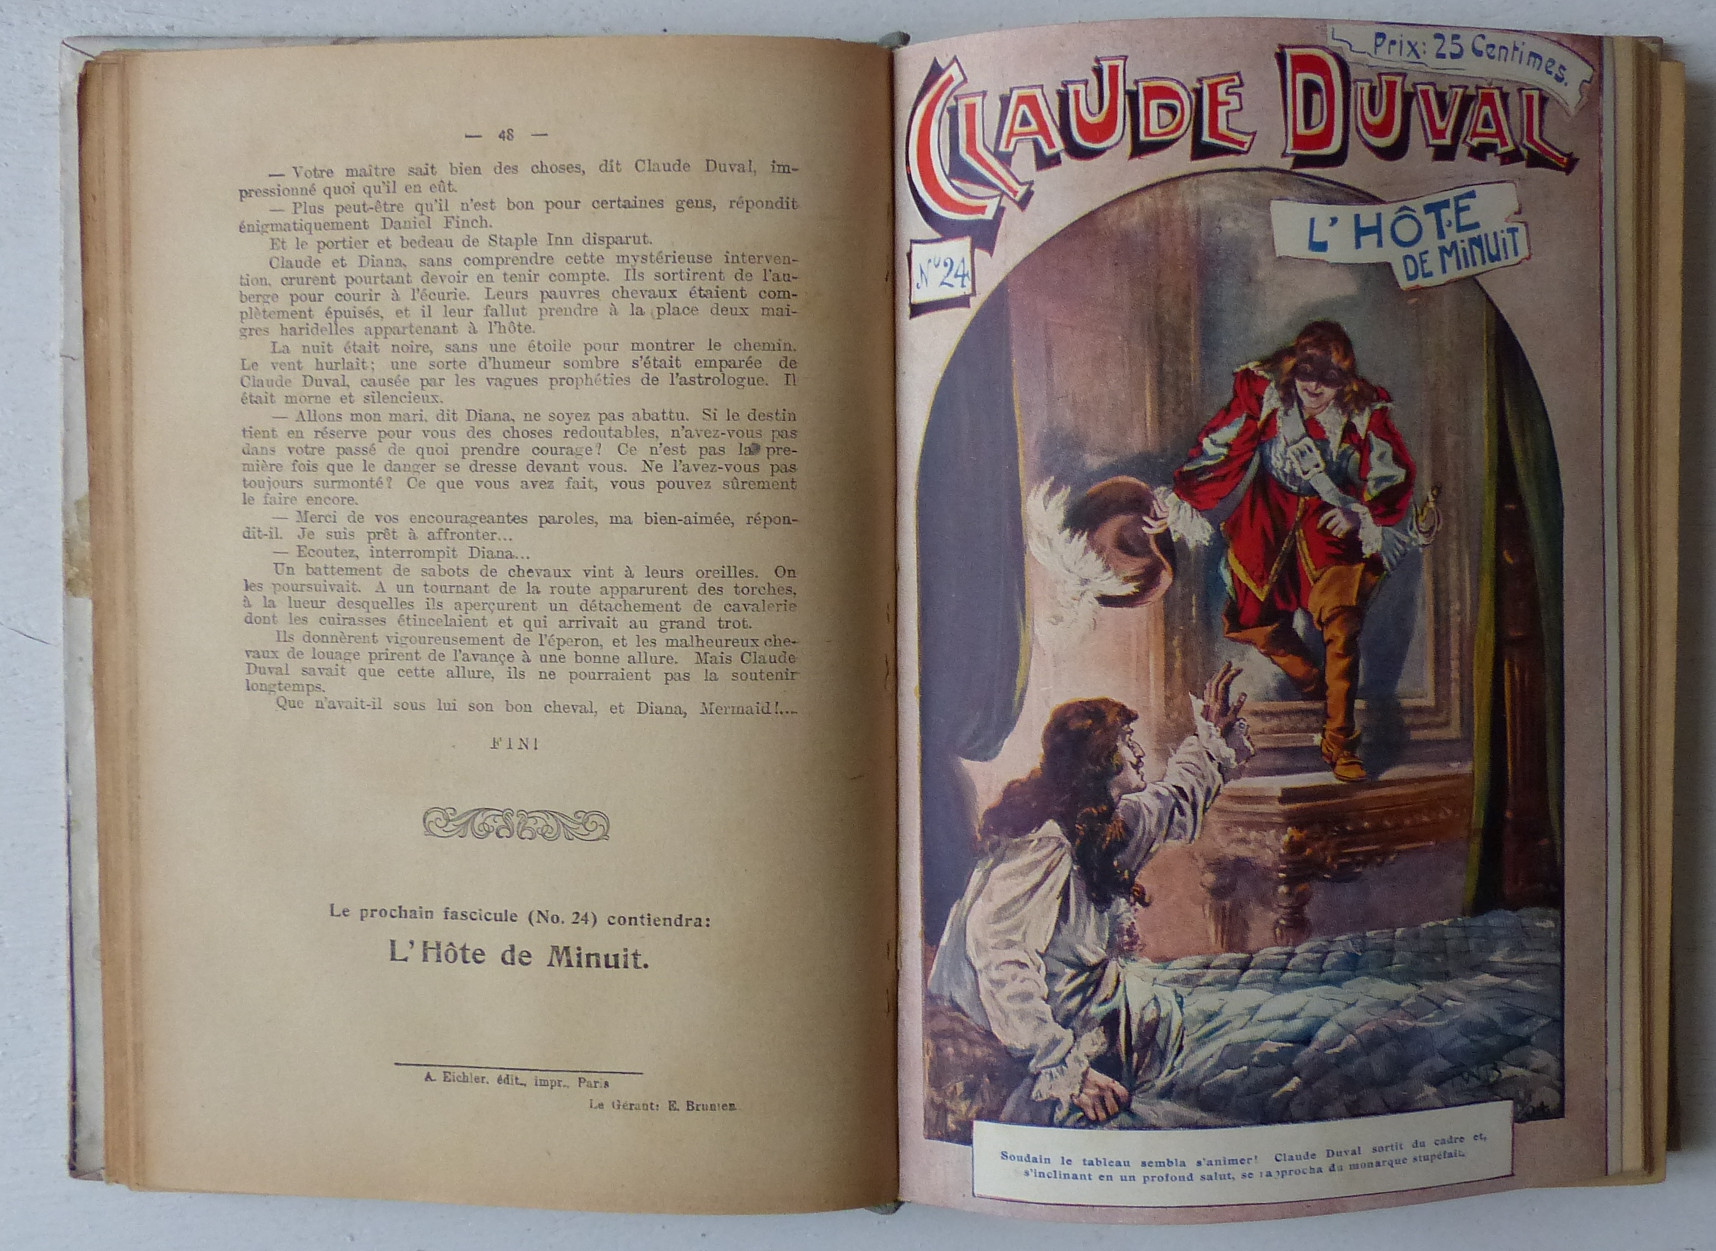 — 48 —
— Votre maître sait bien des choses, dit Claude Duval, im-
pressionné quoi qu'il en eût.
— Plus peut-être qu'il n'est bon pour certaines gens, répondit
énigmatiquement Daniel Finch.
Et le portier et bedeau de Staple Inn disparut.
Claude et Diana, sans comprendre cette mystérieuse interven-
tion, crurent pourtant devoir en tenir compte. Ils sortirent de l'au-
berge pour courir à l'écurie. Leurs pauvres chevaux étaient com-
plètement épuisés, et il leur fallut prendre à la place deux mai-
gres haridelles appartenant à l'hôte.
La nuit était noire, sans une étoile pour montrer le chemin.
Le vent hurlait; une sorte d'humeur sombre s'était emparée de
Claude Duval, causée par les vagues prophéties de l'astrologue. Il
était morne et silencieux.
— Allons mon mari, dit Diana, ne soyez pas abattu. Si le destin
tient en réserve pour vous des choses redoutables, n'avez-vous pas
dans votre passé de quoi prendre courage? Ce n'est pas la pre-
mière fois que le danger se dresse devant vous. Ne l'avez-vous pas
toujours surmonté? Ce que vous avez fait, vous pouvez sûrement
le faire encore.
— Merci de vos encourageantes paroles, ma bien-aimée, répon-
dit-il. Je suis prêt à affronter...
— Ecoutez, interrompit Diana...
Un battement de sabots de chevaux vint à leurs oreilles. On
les poursuivait. A un tournant de la route apparurent des torches,
à la lueur desquelles ils aperçurent un détachement de cavalerie
dont les cuirasses étincelaient et qui arrivait au grand trot.
Ils donnèrent vigoureusement de l'éperon, et les malheureux che-
vaux de louage prirent de l'avance à une bonne allure. Mais Claude
Duval savait que cette allure, ils ne pourraient pas la soutenir
longtemps.
Que n'avait-il sous lui son bon cheval, et Diana, Mermaid!...
FINI
Le prochain fascicule (No. 24) contiendra:
L'Hôte de Minuit.
A. Eichler, édit., impr., Paris
Le Gérant: E. Brunien
Prix: 25 Centimes.
CLAUDE DUVAL
L'HÔTE
DE MINUIT
No 24
WB
Soudain le tableau sembla s'animer! Claude Duval sortit du cadre et,
s'inclinant en un profond salut, se rapprocha du monarque stupéfait.